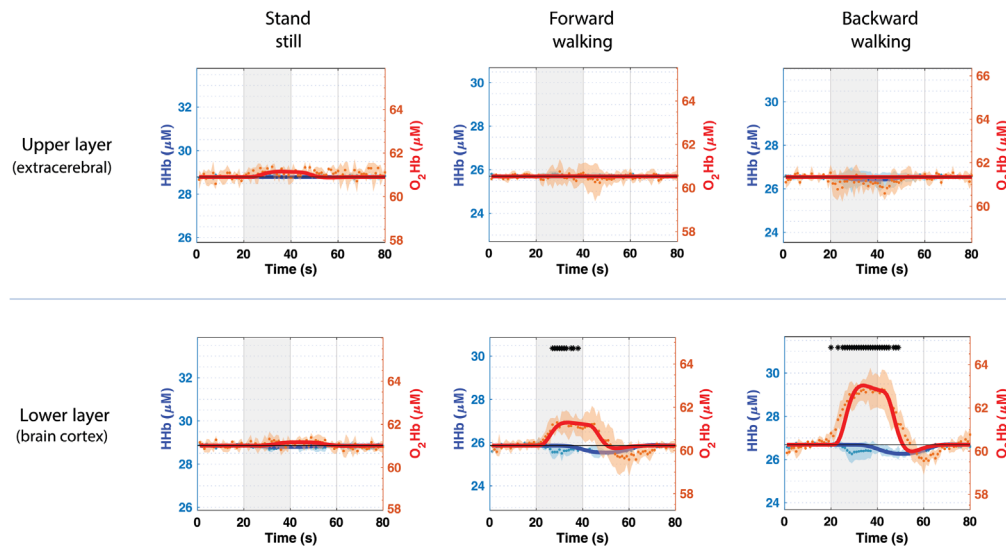 Stand
still
Forward
walking
Backward
walking
Upper layer
(extracerebral)
HHb (μM)
32
30
28
26
64
62
60
58
O2Hb (μM)
0 20 40 60 80
Time (s)
HHb (μM)
30
28
26
24
64
62
60
58
O2Hb (μM)
0 20 40 60 80
Time (s)
HHb (μM)
30
28
26
24
66
64
62
60
O2Hb (μM)
0 20 40 60 80
Time (s)
Lower layer
(brain cortex)
HHb (μM)
32
30
28
26
64
62
60
58
O2Hb (μM)
0 20 40 60 80
Time (s)
HHb (μM)
30
28
26
24
64
62
60
58
O2Hb (μM)
0 20 40 60 80
Time (s)
HHb (μM)
30
28
26
24
64
62
60
58
O2Hb (μM)
0 20 40 60 80
Time (s)